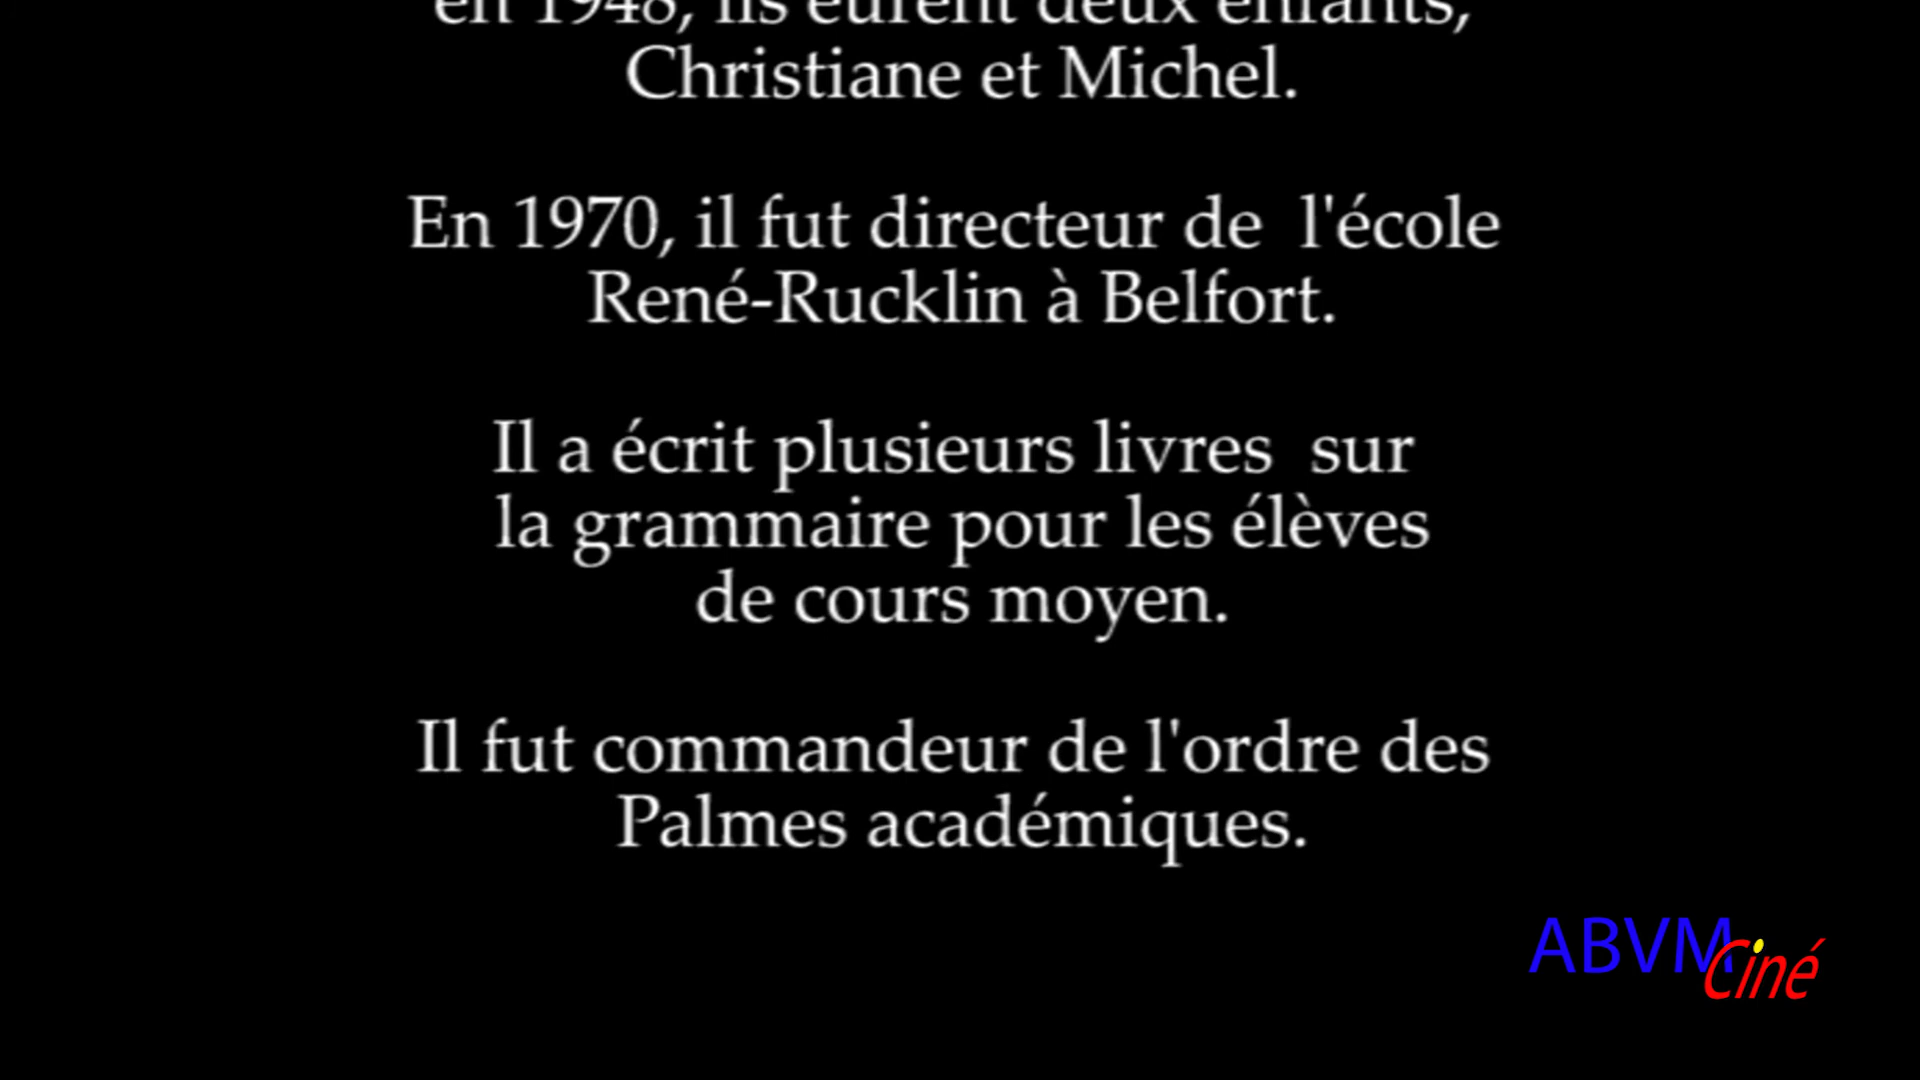 en 1948, ils eurent deux enfants,
Christiane et Michel.
En 1970, il fut directeur de l'école
René-Rucklin à Belfort.
Il a écrit plusieurs livres sur
la grammaire pour les élèves
de cours moyen.
Il fut commandeur de l'ordre des
Palmes académiques.
ABVM
Ciné